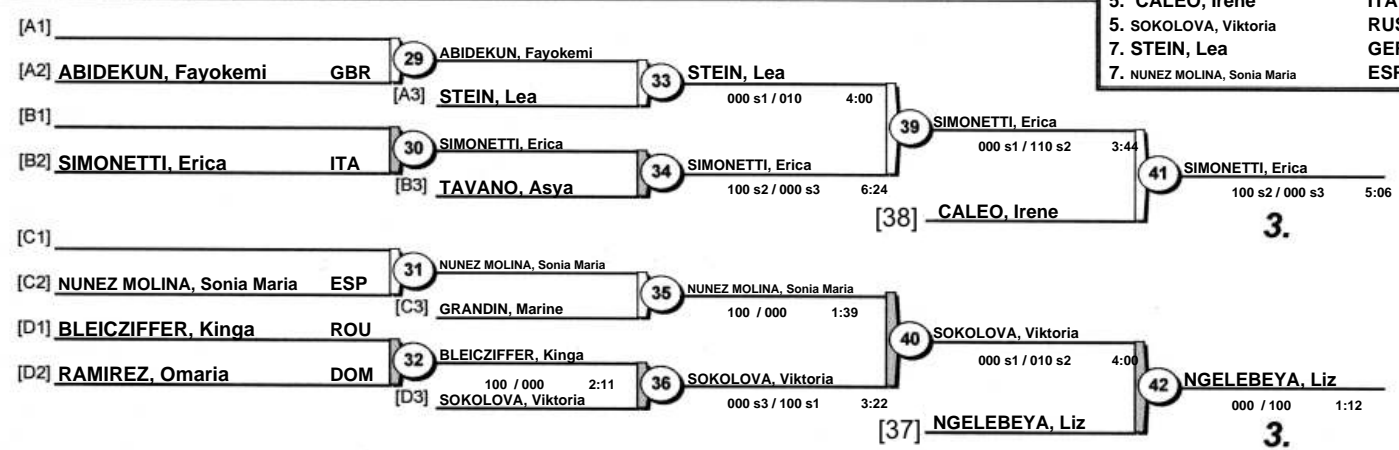 5. CALEO, Irene ITA
5. SOKOLOVA, Viktoria RUS
7. STEIN, Lea GER
7. NUNEZ MOLINA, Sonia Maria ESP
[A1]
[A2] ABIDEKUN, Fayokemi GBR
29
ABIDEKUN, Fayokemi
[A3] STEIN, Lea
33
STEIN, Lea
000 s1 / 010 4:00
[B1]
[B2] SIMONETTI, Erica ITA
30
SIMONETTI, Erica
[B3] TAVANO, Asya
34
SIMONETTI, Erica
100 s2 / 000 s3 6:24
39
SIMONETTI, Erica
000 s1 / 110 s2 3:44
[38] CALEO, Irene
41
SIMONETTI, Erica
100 s2 / 000 s3 5:06
3.
[C1]
[C2] NUNEZ MOLINA, Sonia Maria ESP
31
NUNEZ MOLINA, Sonia Maria
[C3] GRANDIN, Marine
35
NUNEZ MOLINA, Sonia Maria
100 / 000 1:39
[D1] BLEICZIFFER, Kinga ROU
[D2] RAMIREZ, Omaria DOM
32
BLEICZIFFER, Kinga
100 / 000 2:11
[D3] SOKOLOVA, Viktoria
36
SOKOLOVA, Viktoria
000 s3 / 100 s1 3:22
40
SOKOLOVA, Viktoria
000 s1 / 010 s2 4:00
[37] NGELEBEYA, Liz
42
NGELEBEYA, Liz
000 / 100 1:12
3.